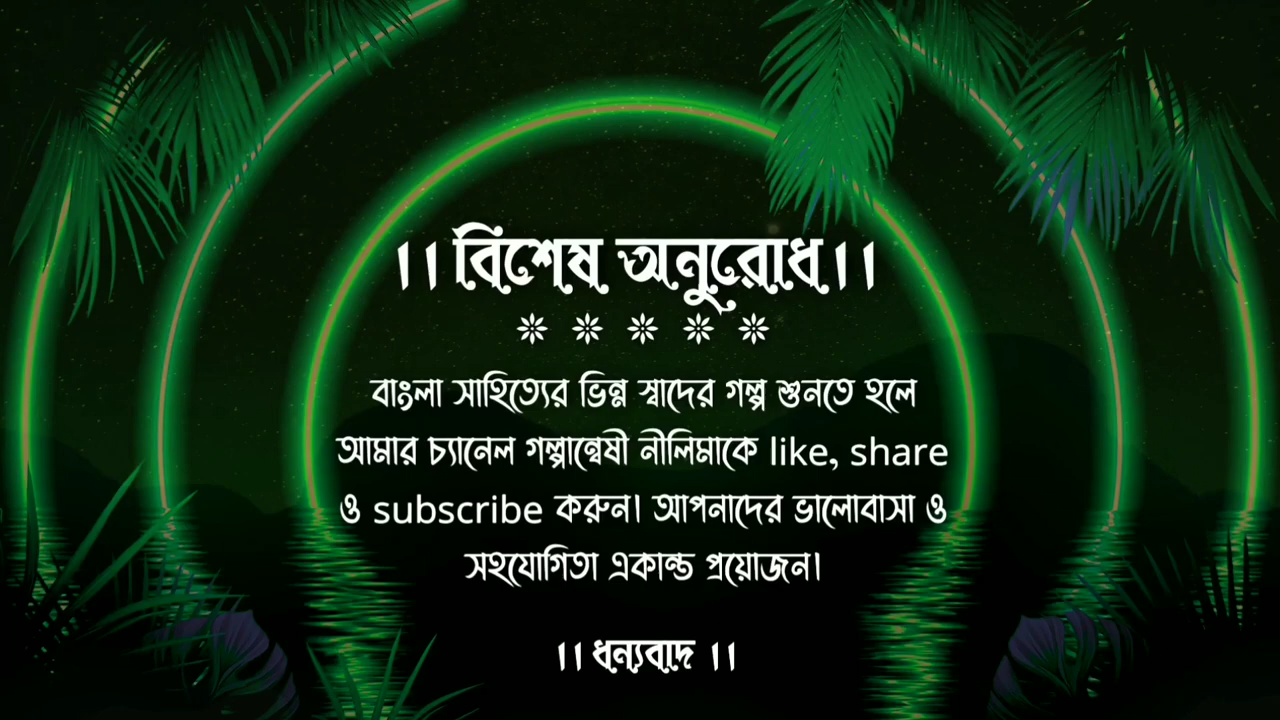 ।। বিশেষ অনুরোধ।।
বাংলা সাহিত্যের ভিন্ন স্বাদের গল্প শুনতে হলে
আমার চ্যানেল গল্পান্বেষী নীলিমাকে like, share
ও subscribe করুন। আপনাদের ভালোবাসা ও
সহযোগিতা একান্ত প্রয়োজন।
।। ধন্যবাদ ।।